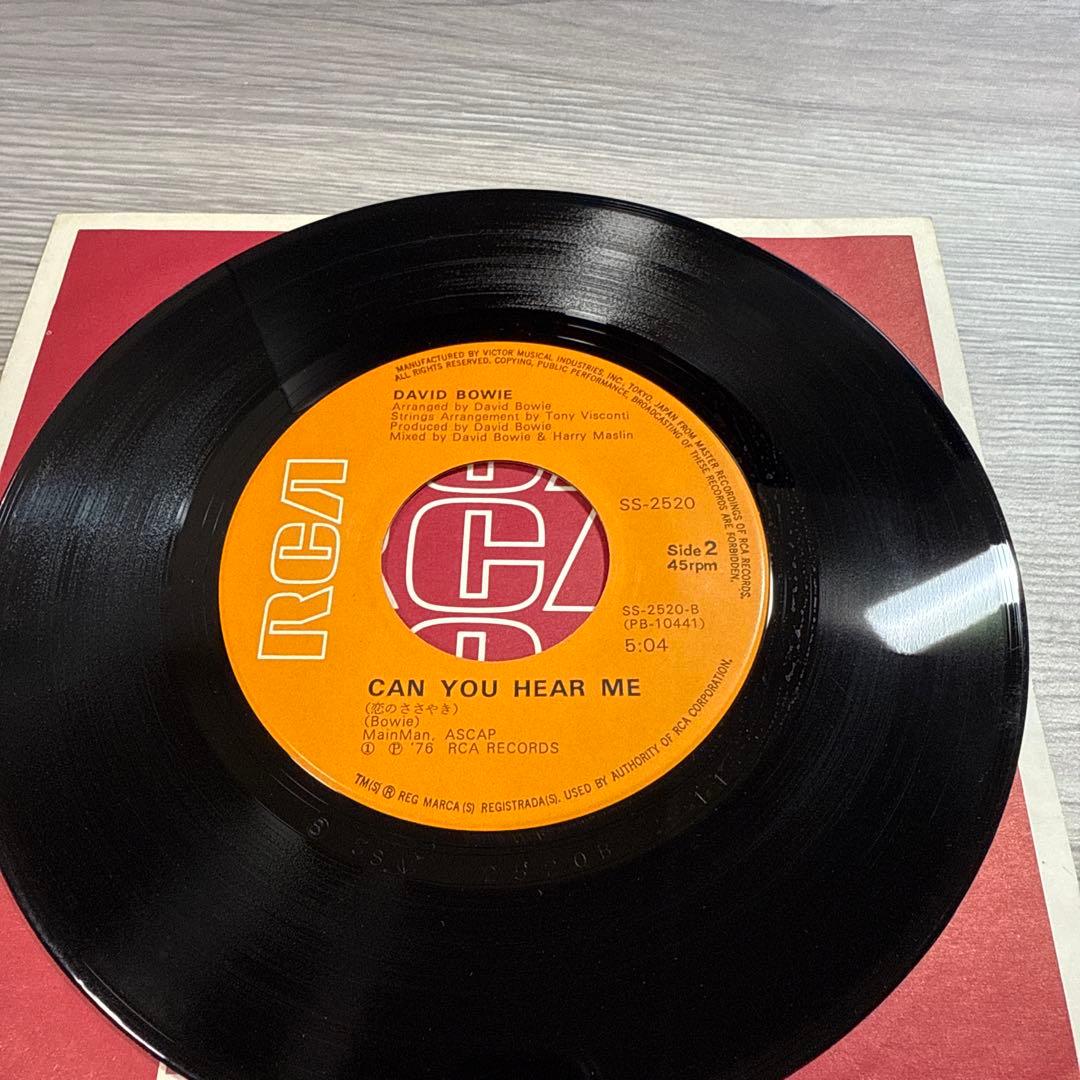 MANUFACTURED BY VICTOR MUSICAL INDUSTRIES, INC., TOKYO, JAPAN FROM MASTER RECORDINGS OF RCA RECORDS.
ALL RIGHTS RESERVED. COPYING, PUBLIC PERFORMANCE, BROADCASTING OF THESE RECORDS ARE FORBIDDEN.
DAVID BOWIE
Arranged by David Bowie
Strings Arrangement by Tony Visconti
Produced by David Bowie
Mixed by David Bowie & Harry Maslin
RCA
SS-2520
Side 2
45rpm
SS-2520-B
(PB-10441)
5:04
CAN YOU HEAR ME
(恋のささやき)
(Bowie)
MainMan, ASCAP
① Ⓟ '76 RCA RECORDS
TM(S) ® REG MARCA(S) REGISTRADA(S). USED BY AUTHORITY OF RCA CORPORATION.